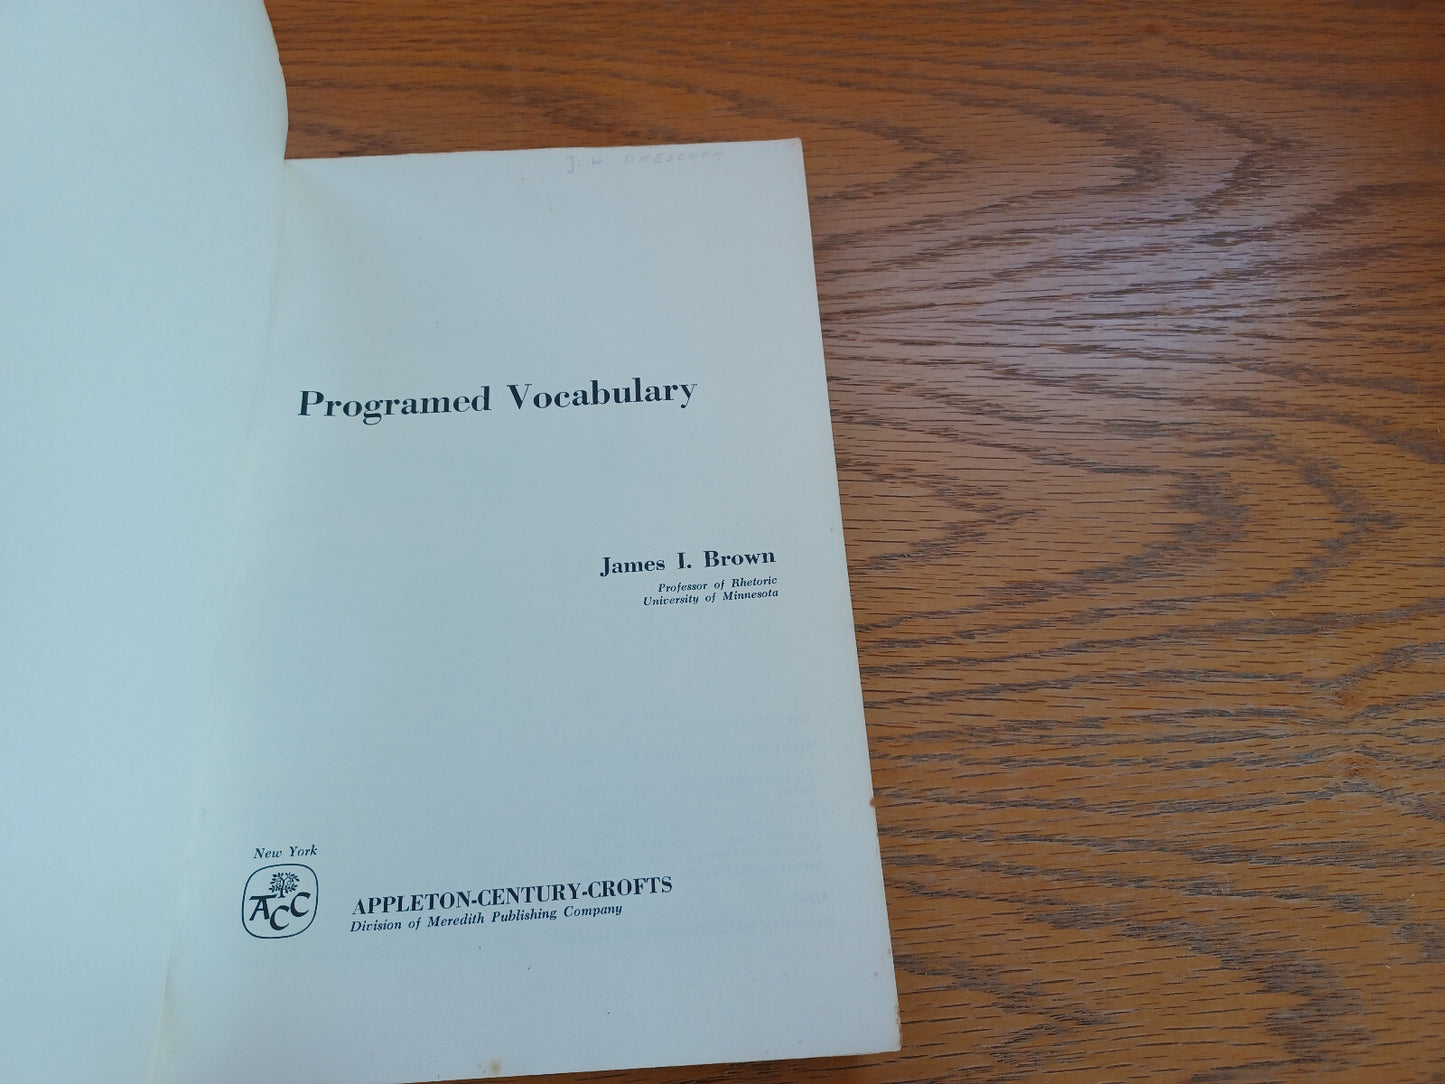 J. W. DRESCHER
Programed Vocabulary
James I. Brown
Professor of Rhetoric
University of Minnesota
New York
ACC
APPLETON-CENTURY-CROFTS
Division of Meredith Publishing Company